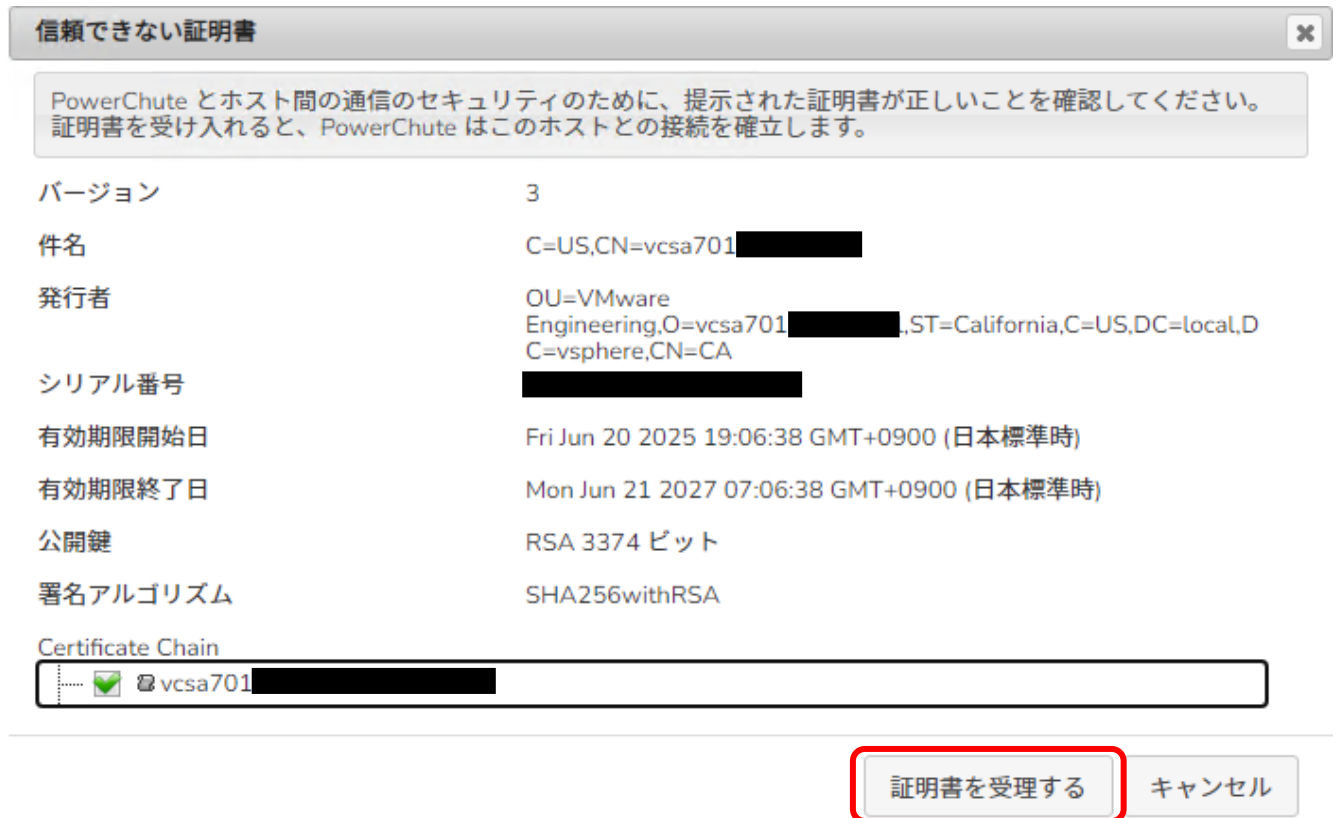 信頼できない証明書
PowerChute とホスト間の通信のセキュリティのために、提示された証明書が正しいことを確認してください。
証明書を受け入れると、PowerChute はこのホストとの接続を確立します。
バージョン 3
件名 C=US,CN=vcsa701
発行者 OU=VMware
Engineering,O=vcsa701 .,ST=California,C=US,DC=local,D
C=vsphere,CN=CA
シリアル番号
有効期限開始日 Fri Jun 20 2025 19:06:38 GMT+0900 (日本標準時)
有効期限終了日 Mon Jun 21 2027 07:06:38 GMT+0900 (日本標準時)
公開鍵 RSA 3374 ビット
署名アルゴリズム SHA256withRSA
Certificate Chain
vcsa701
証明書を受理する キャンセル